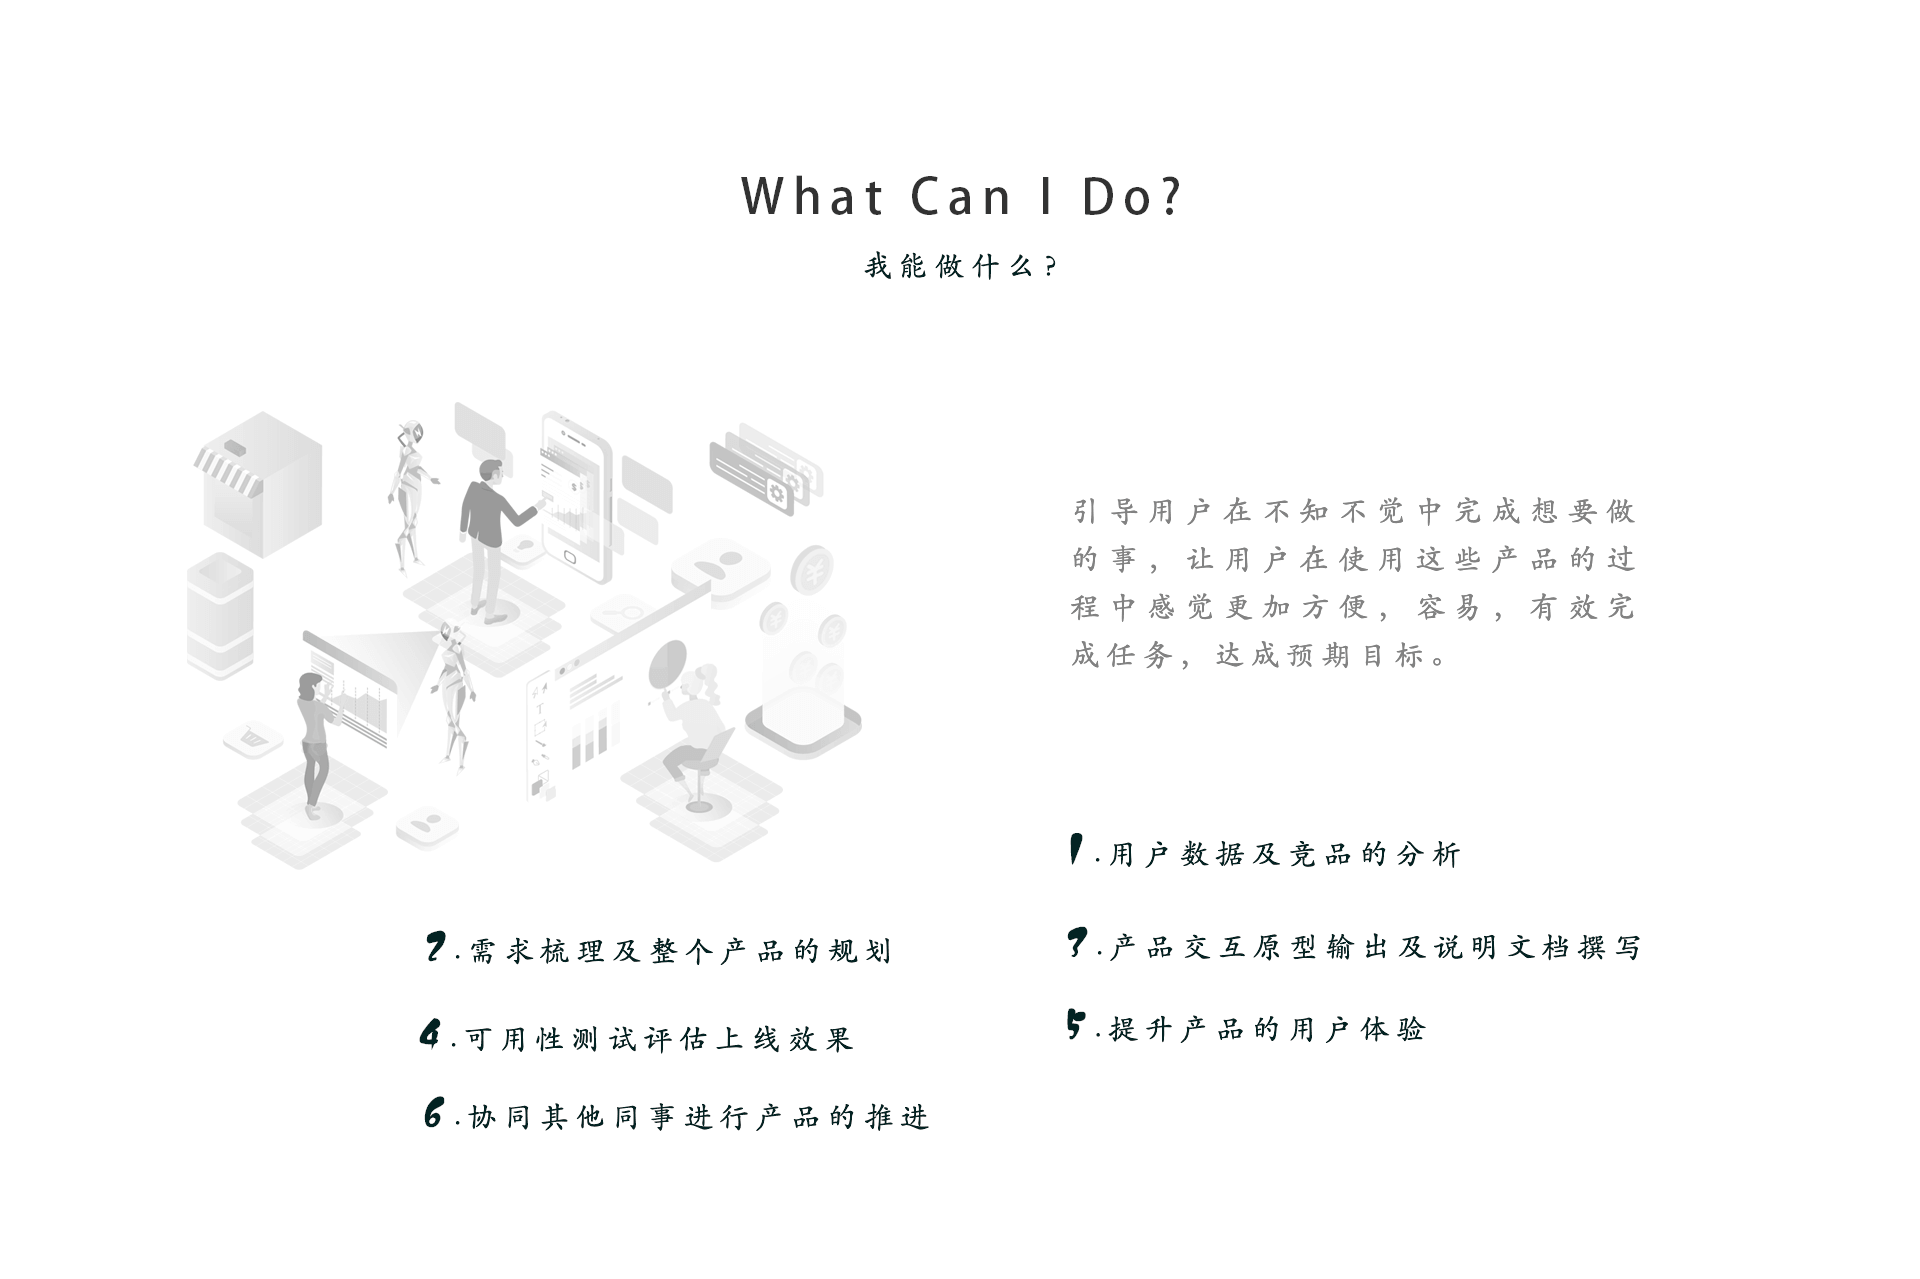 What Can I Do?
我能做什么?
引导用户在不知不觉中完成想要做
的事，让用户在使用这些产品的过
程中感觉更加方便，容易，有效完
成任务，达成预期目标。
1.用户数据及竞品的分析
2.需求梳理及整个产品的规划
3.产品交互原型输出及说明文档撰写
4.可用性测试评估上线效果
5.提升产品的用户体验
6.协同其他同事进行产品的推进